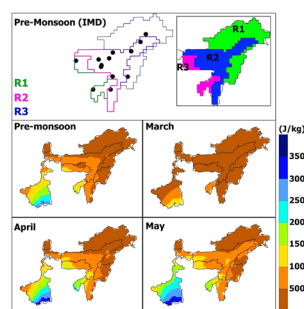 Pre-Monsoon (IMD)
R1
R2
R3
R1
R2
R3
Pre-monsoon
March
April
May
(J/kg)
350
300
250
200
150
100
500